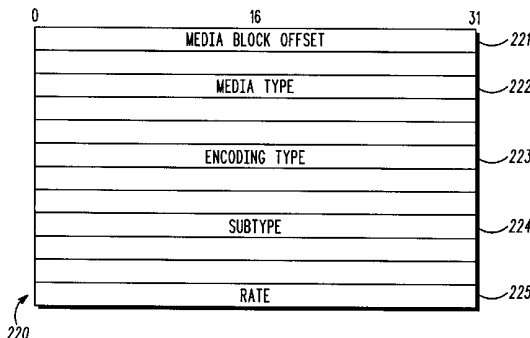 0 16 31
MEDIA BLOCK OFFSET 221
MEDIA TYPE 222
ENCODING TYPE 223
SUBTYPE 224
RATE 225
220